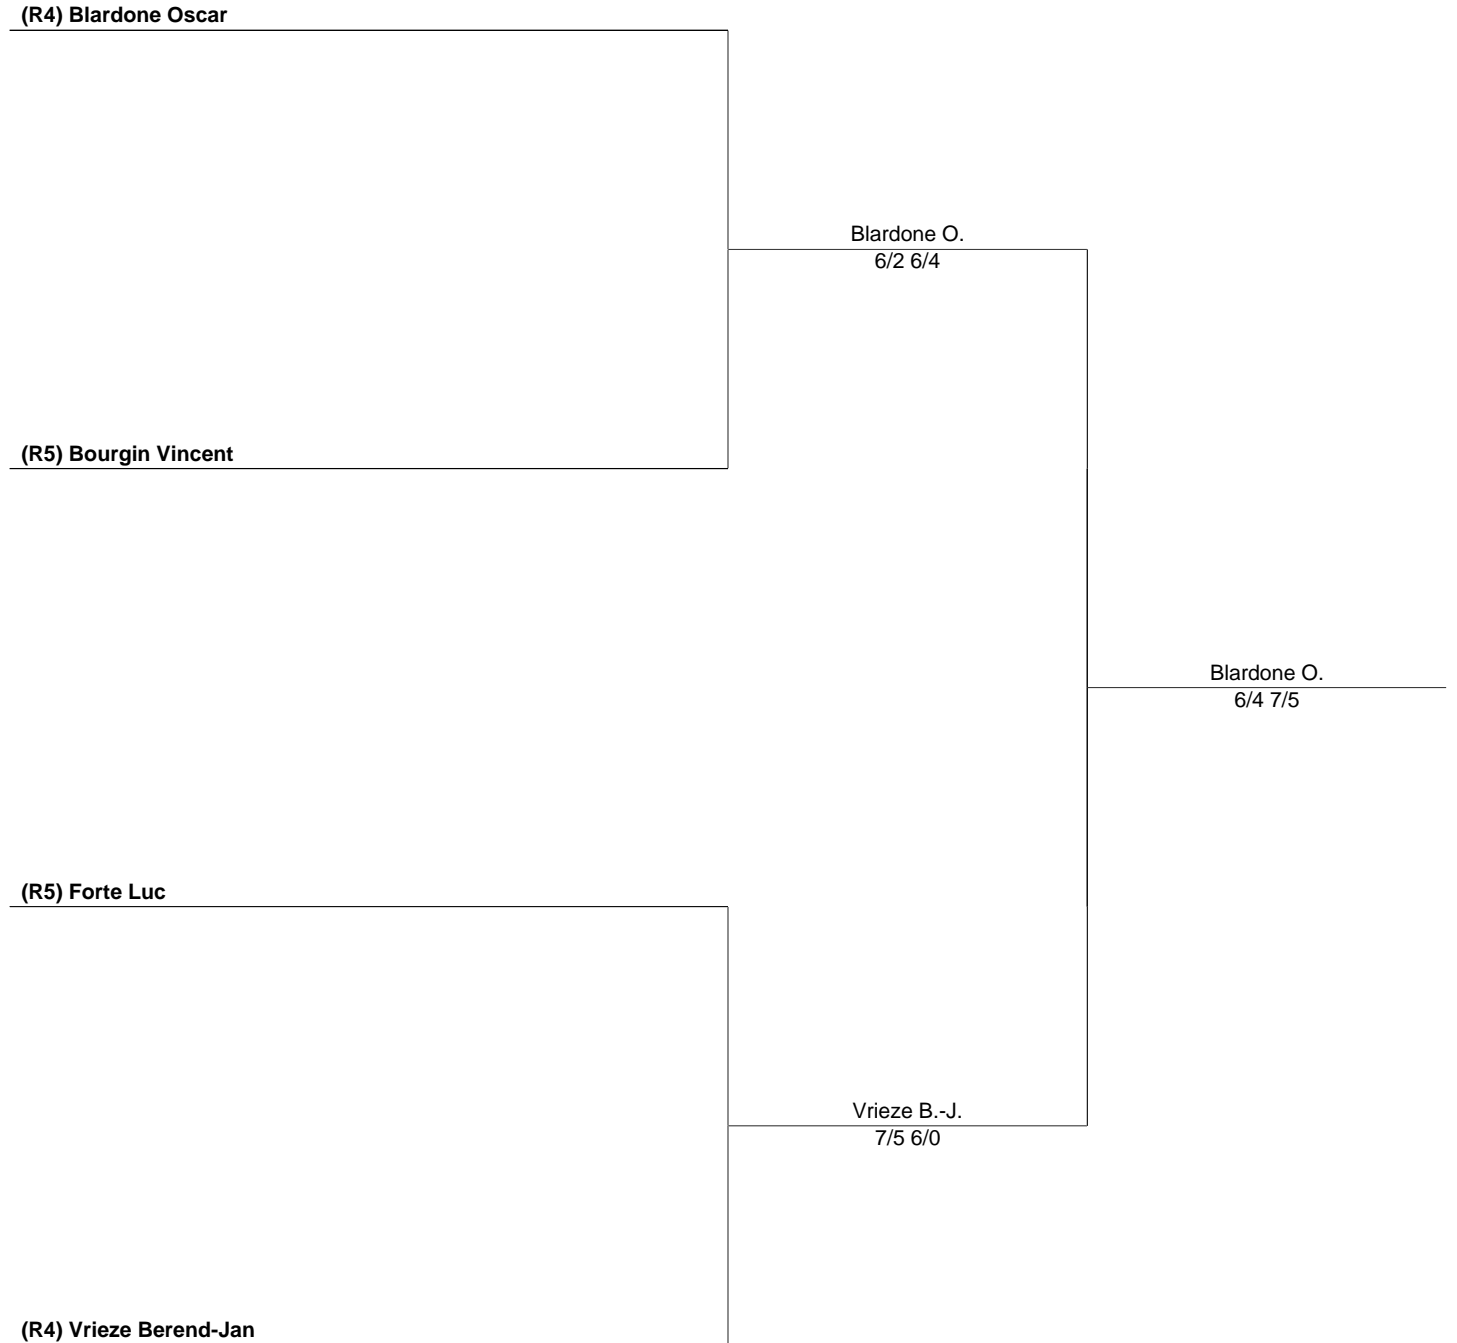 (R4) Blardone Oscar
Blardone O.
6/2 6/4
(R5) Bourgin Vincent
Blardone O.
6/4 7/5
(R5) Forte Luc
Vrieze B.-J.
7/5 6/0
(R4) Vrieze Berend-Jan